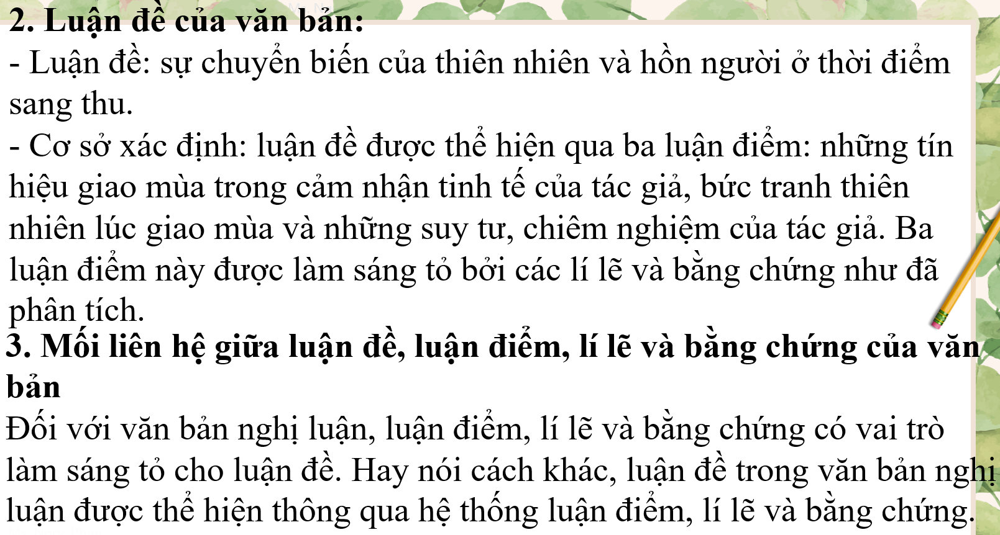 2. Luận đề của văn bản:
- Luận đề: sự chuyển biến của thiên nhiên và hồn người ở thời điểm
sang thu.
- Cơ sở xác định: luận đề được thể hiện qua ba luận điểm: những tín
hiệu giao mùa trong cảm nhận tinh tế của tác giả, bức tranh thiên
nhiên lúc giao mùa và những suy tư, chiêm nghiệm của tác giả. Ba
luận điểm này được làm sáng tỏ bởi các lí lẽ và bằng chứng như đã
phân tích.
3. Mối liên hệ giữa luận đề, luận điểm, lí lẽ và bằng chứng của văn
bản
Đối với văn bản nghị luận, luận điểm, lí lẽ và bằng chứng có vai trò
làm sáng tỏ cho luận đề. Hay nói cách khác, luận đề trong văn bản nghị
luận được thể hiện thông qua hệ thống luận điểm, lí lẽ và bằng chứng.